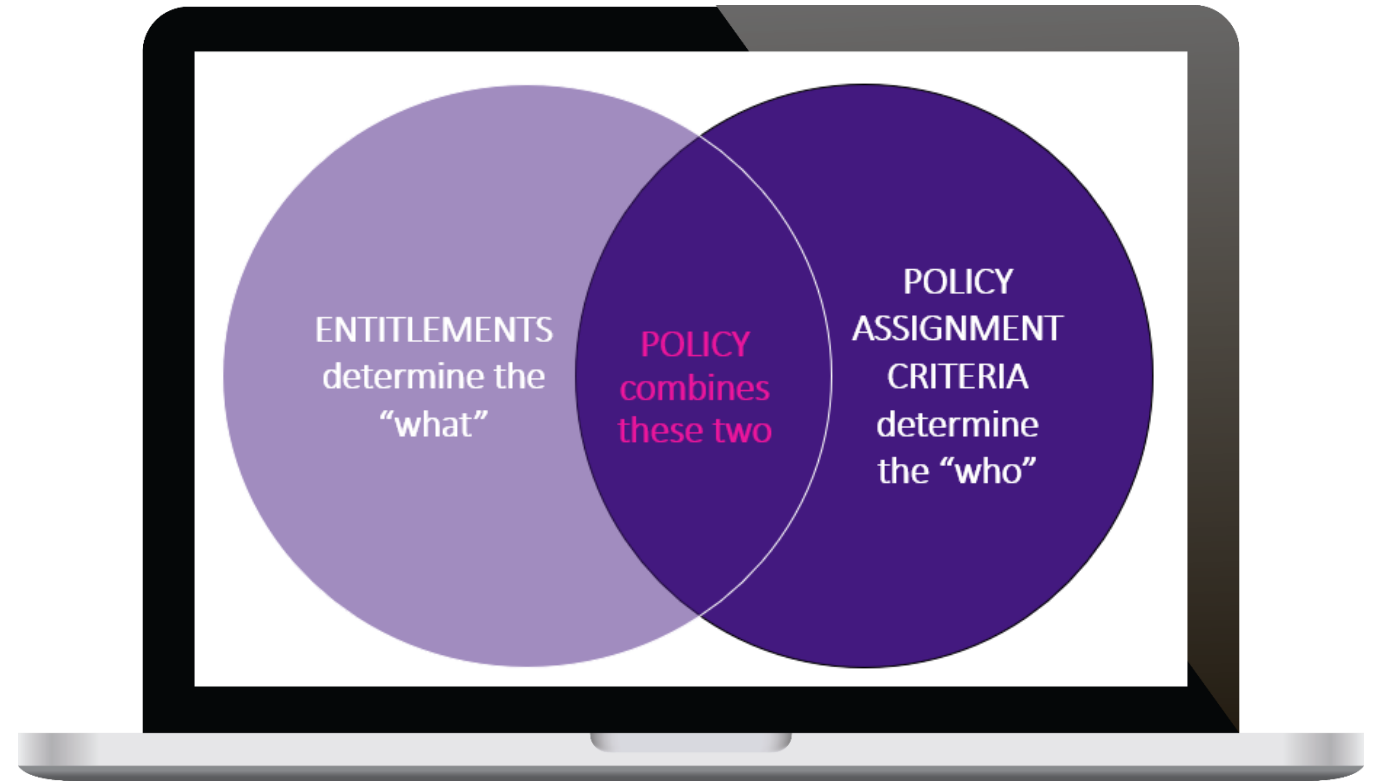 ENTITLEMENTS
determine the
“what”
POLICY
combines
these two
POLICY
ASSIGNMENT
CRITERIA
determine
the “who”